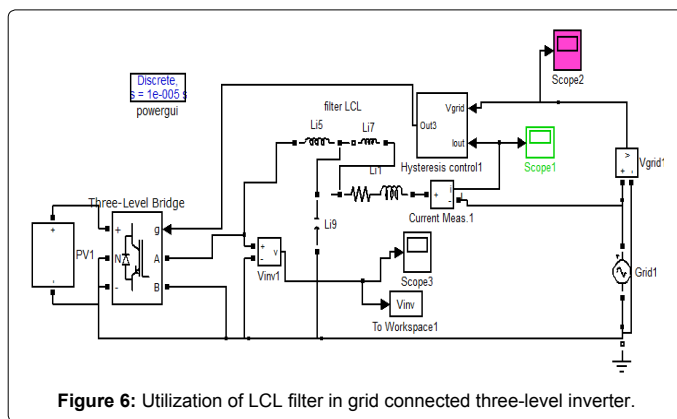 Discrete,
s = 1e-005 s
powergui
filter LCL
Li5
Li7
Out3
Vgrid
Iout
Hysteresis control1
Scope2
Scope1
>
+ -
Vgrid1
Li1
+
i
-
Current Meas.1
Three-Level Bridge
+
-
PV1
+
N
-
g
A
B
Li9
+
-
v
Vinv1
Scope3
Vinv
To Workspace1
Grid1
Figure 6: Utilization of LCL filter in grid connected three-level inverter.